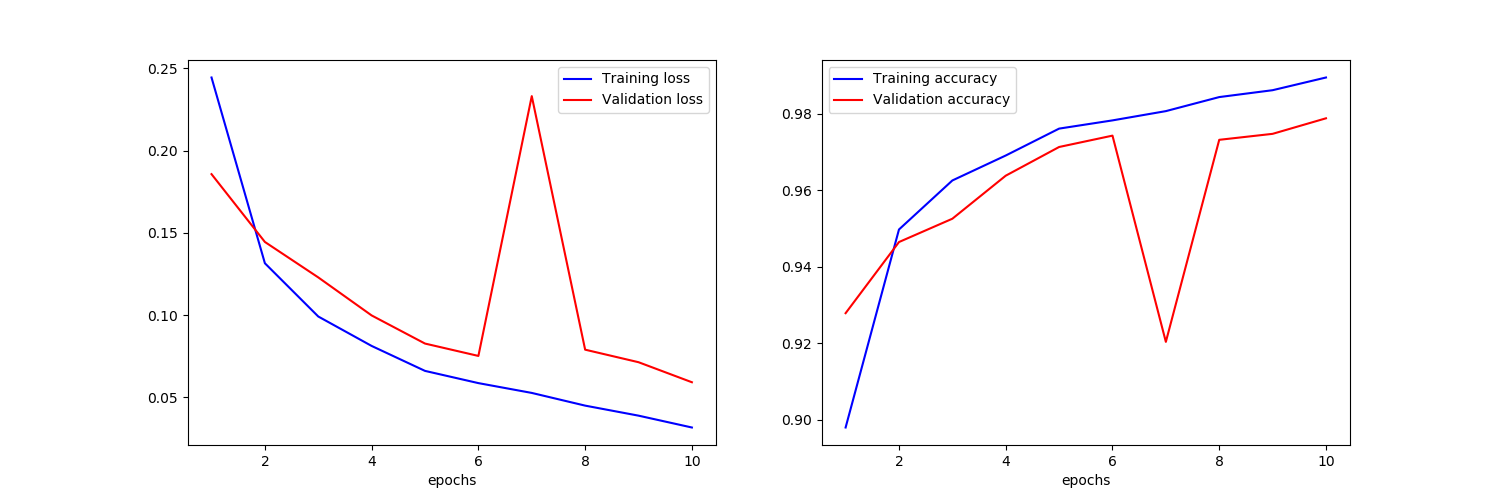 0.25
0.20
0.15
0.10
0.05
Training loss
Validation loss
2 4 6 8 10
epochs
0.98
0.96
0.94
0.92
0.90
Training accuracy
Validation accuracy
2 4 6 8 10
epochs